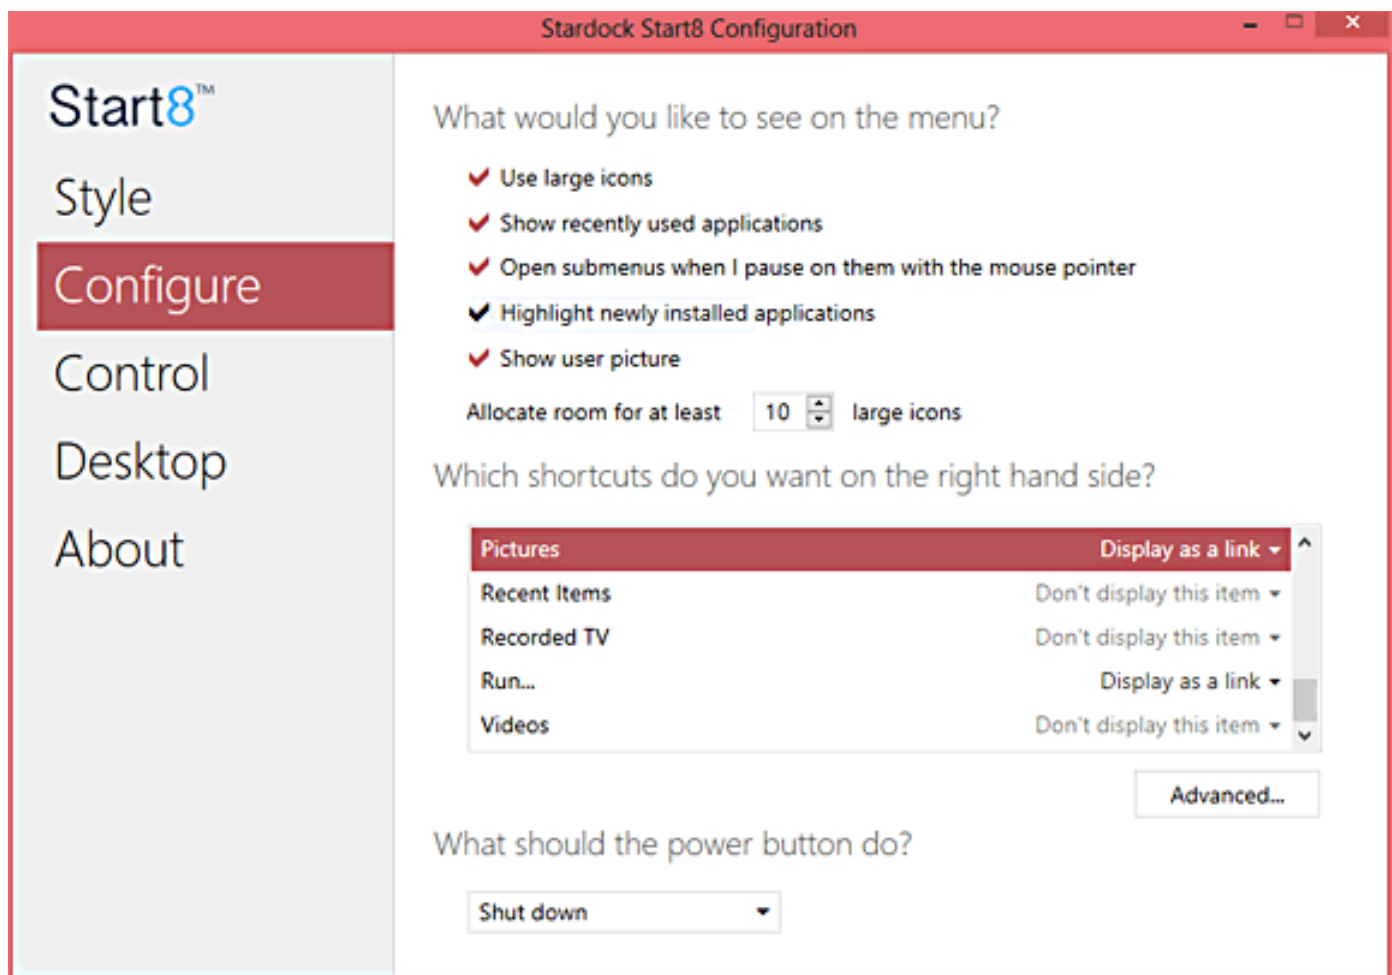 Stardock Start8 Configuration
Start8™
Style
Configure
Control
Desktop
About
What would you like to see on the menu?
Use large icons
Show recently used applications
Open submenus when I pause on them with the mouse pointer
Highlight newly installed applications
Show user picture
Allocate room for at least 10 large icons
Which shortcuts do you want on the right hand side?
Pictures Display as a link
Recent Items Don't display this item
Recorded TV Don't display this item
Run... Display as a link
Videos Don't display this item
Advanced...
What should the power button do?
Shut down